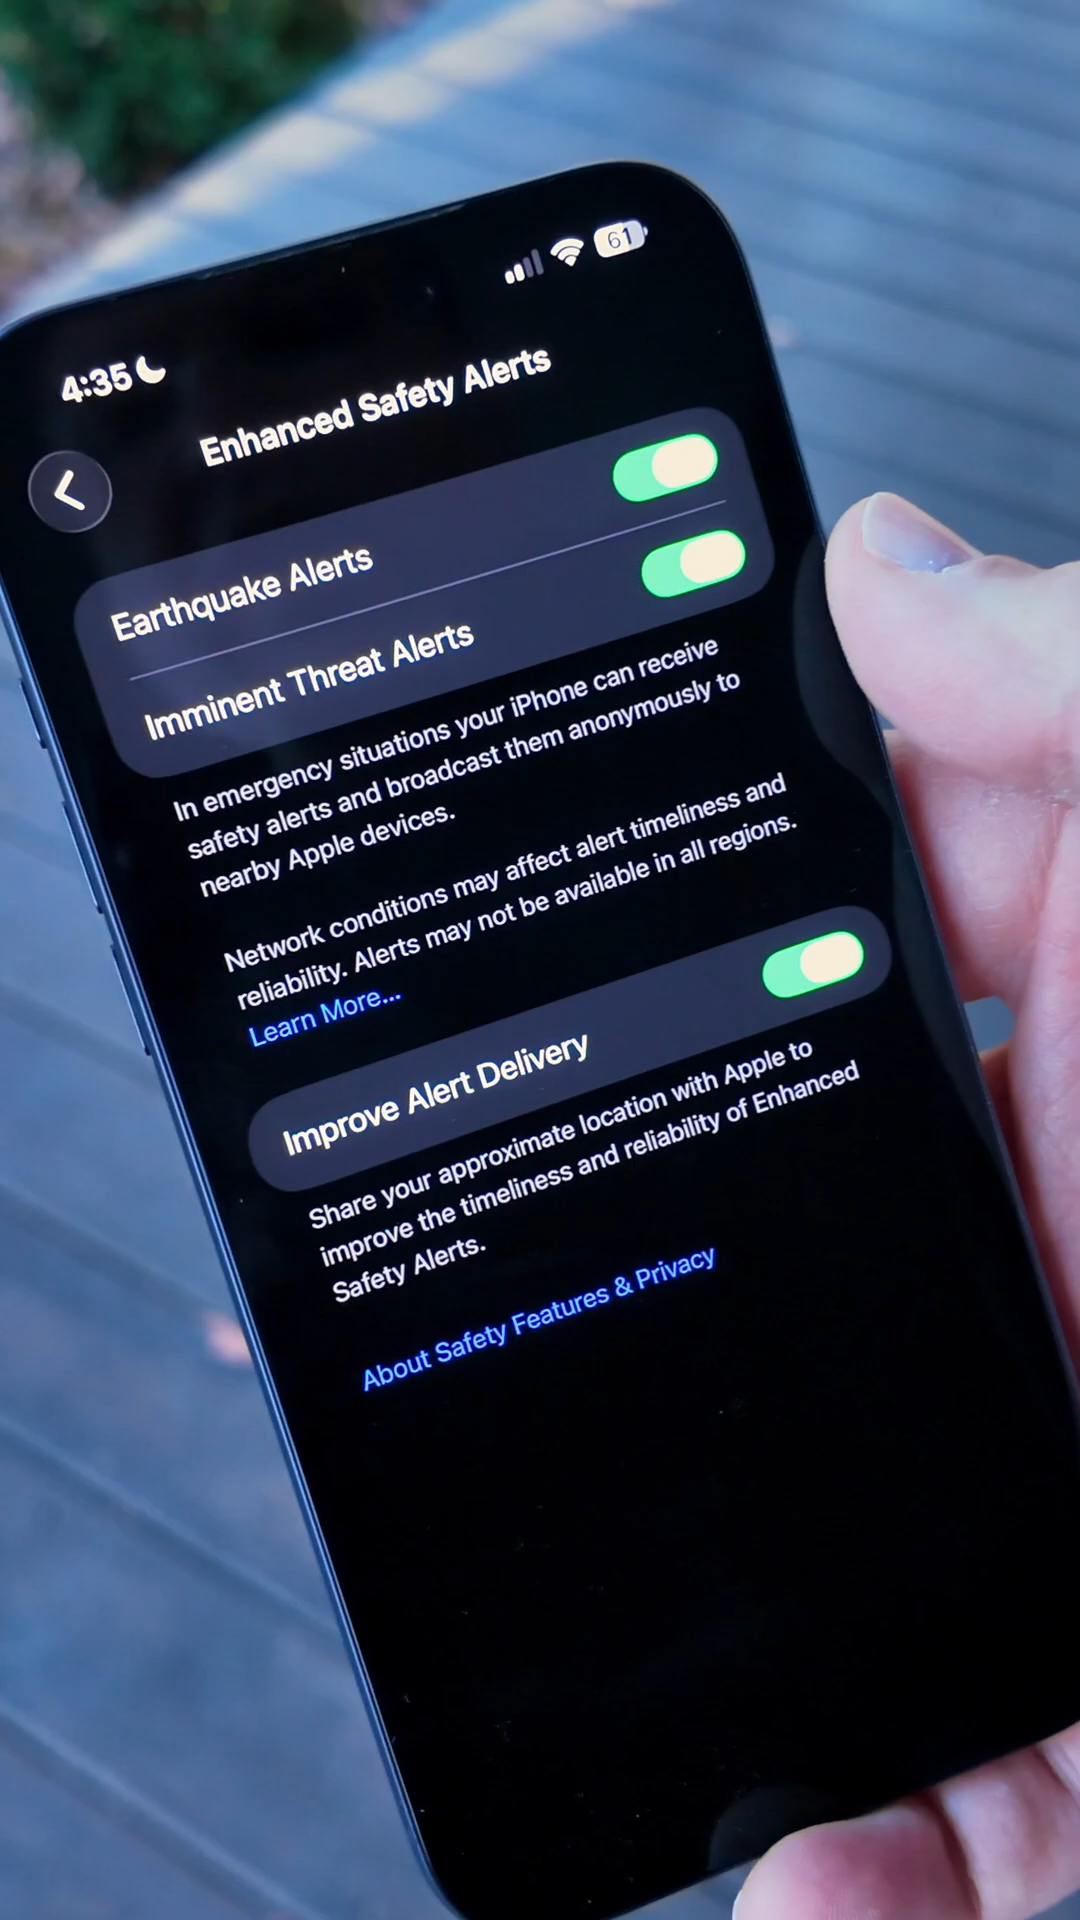 4:35
61
Enhanced Safety Alerts
Earthquake Alerts
Imminent Threat Alerts
In emergency situations your iPhone can receive
safety alerts and broadcast them anonymously to
nearby Apple devices.
Network conditions may affect alert timeliness and
reliability. Alerts may not be available in all regions.
Learn More...
Improve Alert Delivery
Share your approximate location with Apple to
improve the timeliness and reliability of Enhanced
Safety Alerts.
About Safety Features & Privacy